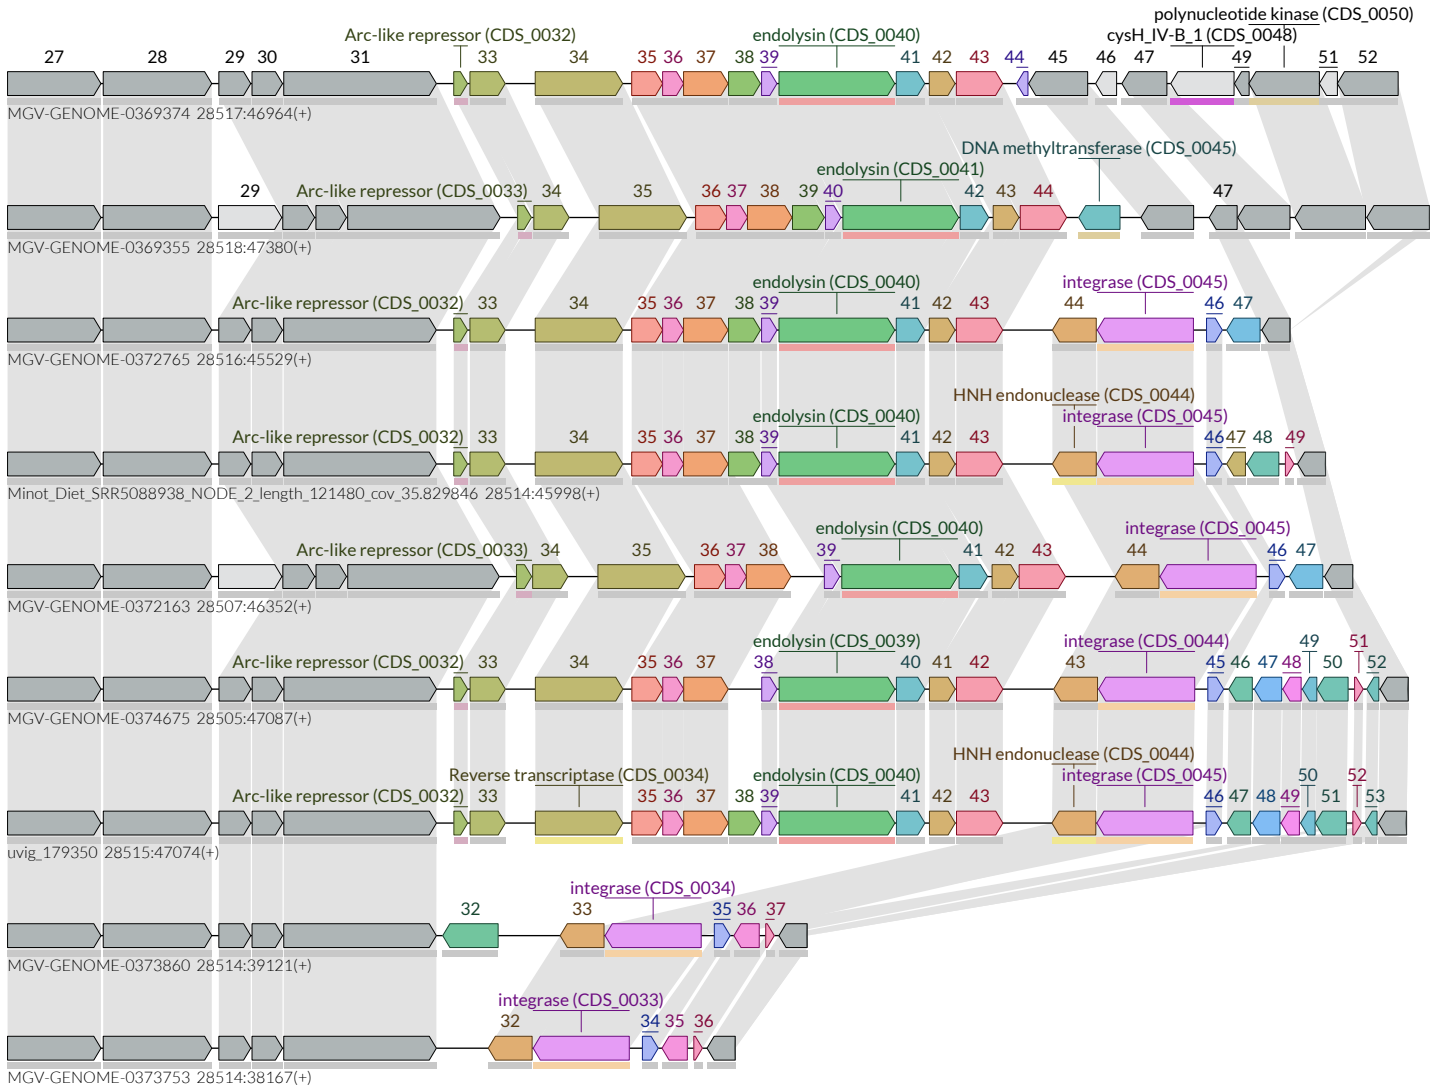 polynucleotide kinase (CDS_0050)
Arc-like repressor (CDS_0032) endolysin (CDS_0040) cysH_IV-B_1 (CDS_0048)
27 28 29 30 31 33 34 35 36 37 38 39 41 42 43 44 45 46 47 49 51 52
MGV-GENOME-0369374 28517:46964(+)
DNA methyltransferase (CDS_0045)
endolysin (CDS_0041)
29 Arc-like repressor (CDS_0033) 34 35 36 37 38 39 40 42 43 44 47
MGV-GENOME-0369355 28518:47380(+)
endolysin (CDS_0040) integrase (CDS_0045)
Arc-like repressor (CDS_0032) 33 34 35 36 37 38 39 41 42 43 44 46 47
MGV-GENOME-0372765 28516:45529(+)
HNH endonuclease (CDS_0044)
endolysin (CDS_0040) integrase (CDS_0045)
Arc-like repressor (CDS_0032) 33 34 35 36 37 38 39 41 42 43 46 47 48 49
Minot_Diet_SRR5088938_NODE_2_length_121480_cov_35.829846 28514:45998(+)
endolysin (CDS_0040) integrase (CDS_0045)
Arc-like repressor (CDS_0033) 34 35 36 37 38 39 41 42 43 44 46 47
MGV-GENOME-0372163 28507:46352(+)
endolysin (CDS_0039) integrase (CDS_0044) 49 51
Arc-like repressor (CDS_0032) 33 34 35 36 37 38 40 41 42 43 45 46 47 48 50 52
MGV-GENOME-0374675 28505:47087(+)
HNH endonuclease (CDS_0044)
Reverse transcriptase (CDS_0034) endolysin (CDS_0040) integrase (CDS_0045) 50 52
Arc-like repressor (CDS_0032) 33 35 36 37 38 39 41 42 43 46 47 48 49 51 53
uvig_179350 28515:47074(+)
integrase (CDS_0034)
32 33 35 36 37
MGV-GENOME-0373860 28514:39121(+)
integrase (CDS_0033)
32 34 35 36
MGV-GENOME-0373753 28514:38167(+)